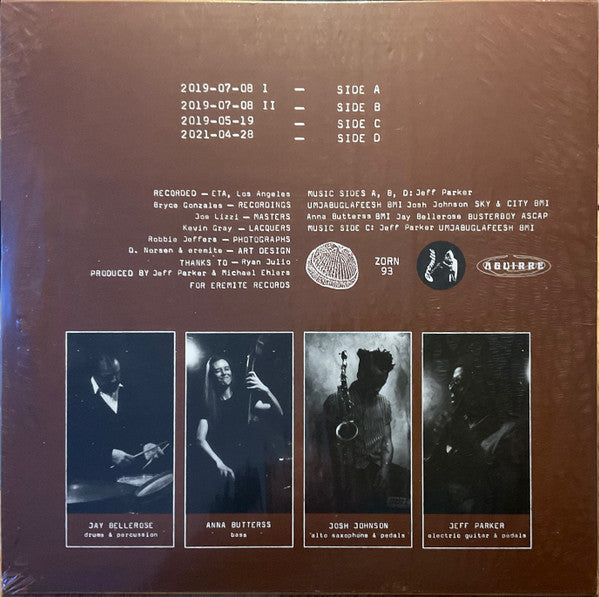 2019-07-08 I — SIDE A
2019-07-08 II — SIDE B
2019-05-19 — SIDE C
2021-04-28 — SIDE D
RECORDED — ETA, Los Angeles
Bryce Gonzales — RECORDINGS
Joe Lizzi — MASTERS
Kevin Gray — LACQUERS
Robbie Jeffers — PHOTOGRAPHS
D. Norsen & eremite — ART DESIGN
THANKS TO — Ryan Julio
PRODUCED BY Jeff Parker & Michael Ehlers
FOR EREMITE RECORDS
MUSIC SIDES A, B, D: Jeff Parker
UMJABUGLAFEESH BMI Josh Johnson SKY & CITY BMI
Anna Butterss BMI Jay Bellerose BUSTERBOY ASCAP
MUSIC SIDE C: Jeff Parker UMJABUGLAFEESH BMI
ZORN
93
eremite
AGUIRRE
JAY BELLEROSE
drums & percussion
ANNA BUTTERSS
bass
JOSH JOHNSON
alto saxophone & pedals
JEFF PARKER
electric guitar & pedals